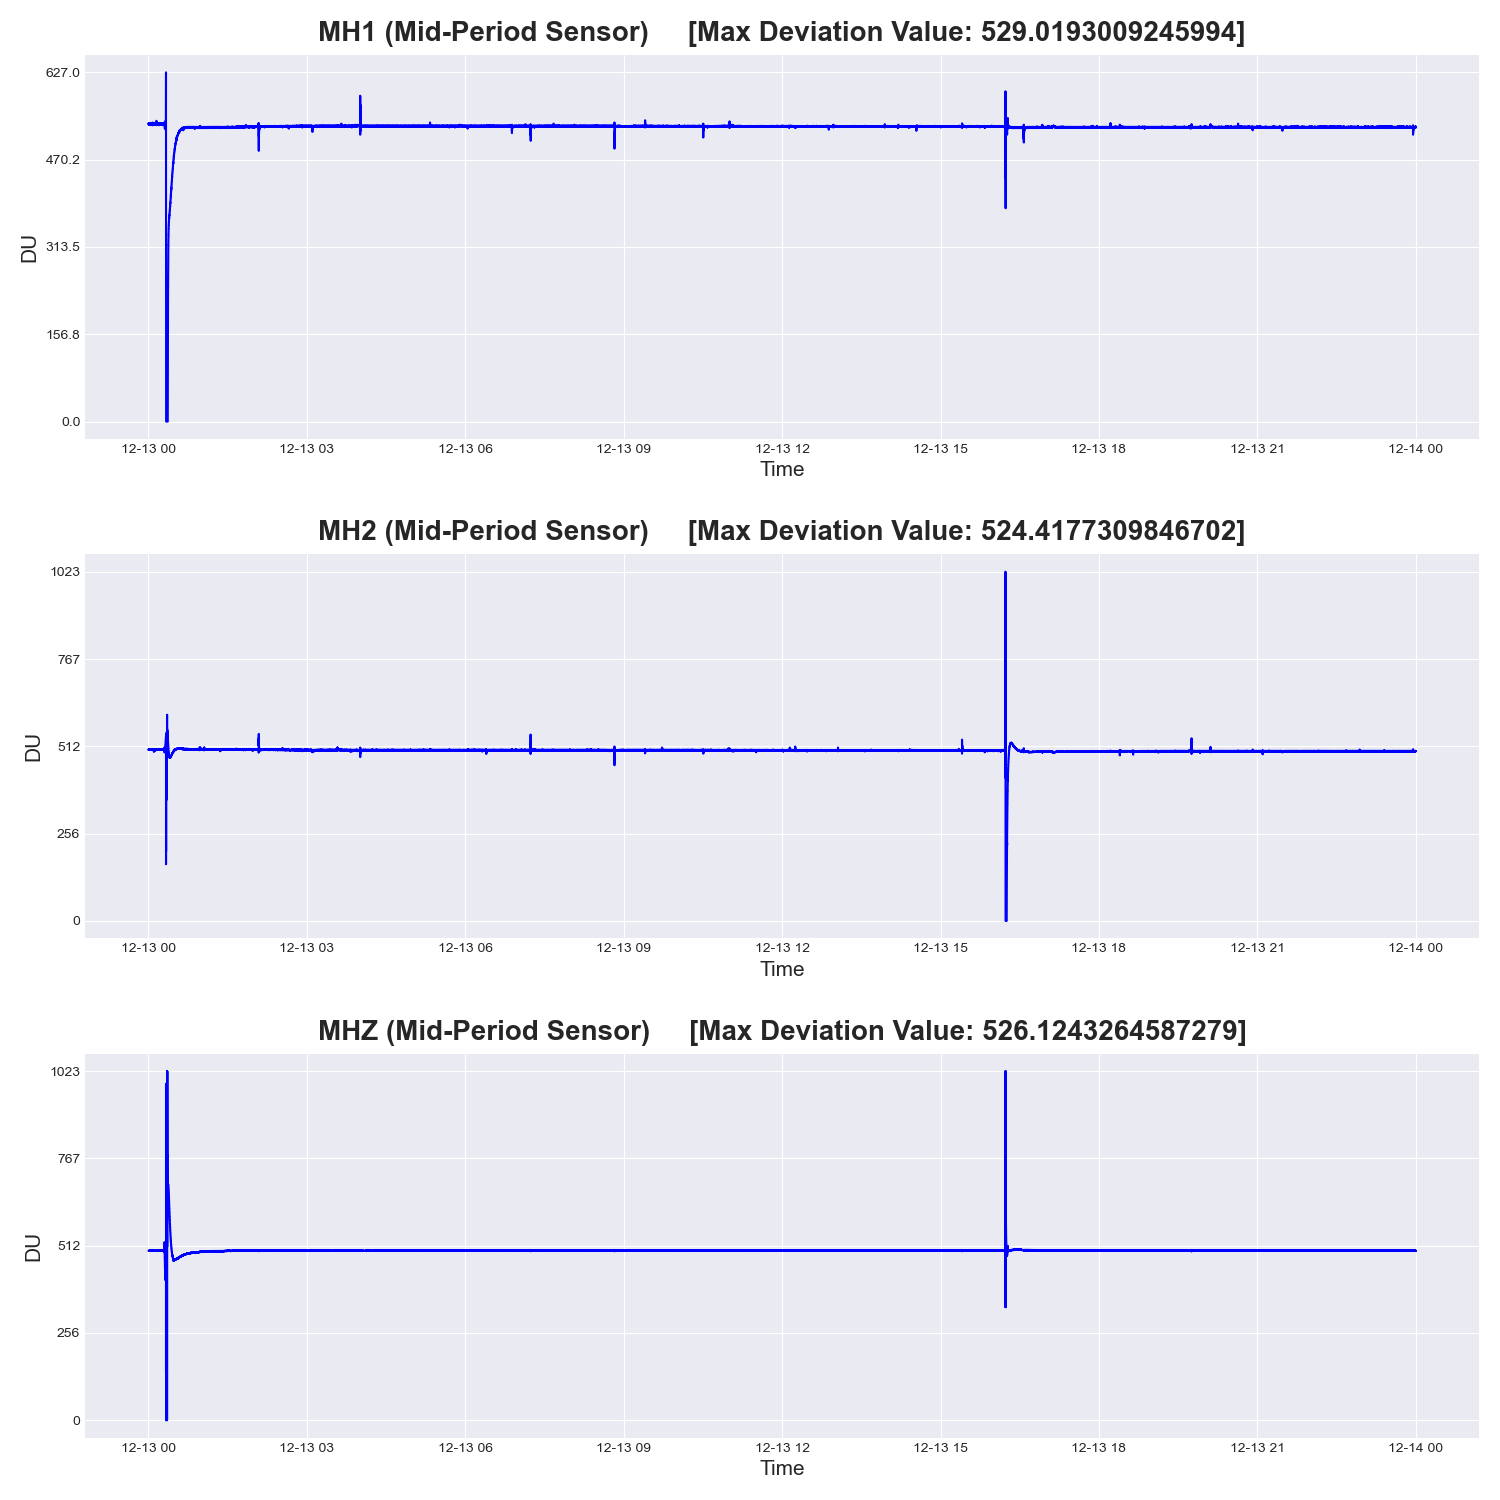 MH1 (Mid-Period Sensor) [Max Deviation Value: 529.0193009245994]
627.0
470.2
313.5
156.8
0.0
DU
12-13 00 12-13 03 12-13 06 12-13 09 12-13 12 12-13 15 12-13 18 12-13 21 12-14 00
Time
MH2 (Mid-Period Sensor) [Max Deviation Value: 524.4177309846702]
1023
767
512
256
0
DU
12-13 00 12-13 03 12-13 06 12-13 09 12-13 12 12-13 15 12-13 18 12-13 21 12-14 00
Time
MHZ (Mid-Period Sensor) [Max Deviation Value: 526.1243264587279]
1023
767
512
256
0
DU
12-13 00 12-13 03 12-13 06 12-13 09 12-13 12 12-13 15 12-13 18 12-13 21 12-14 00
Time